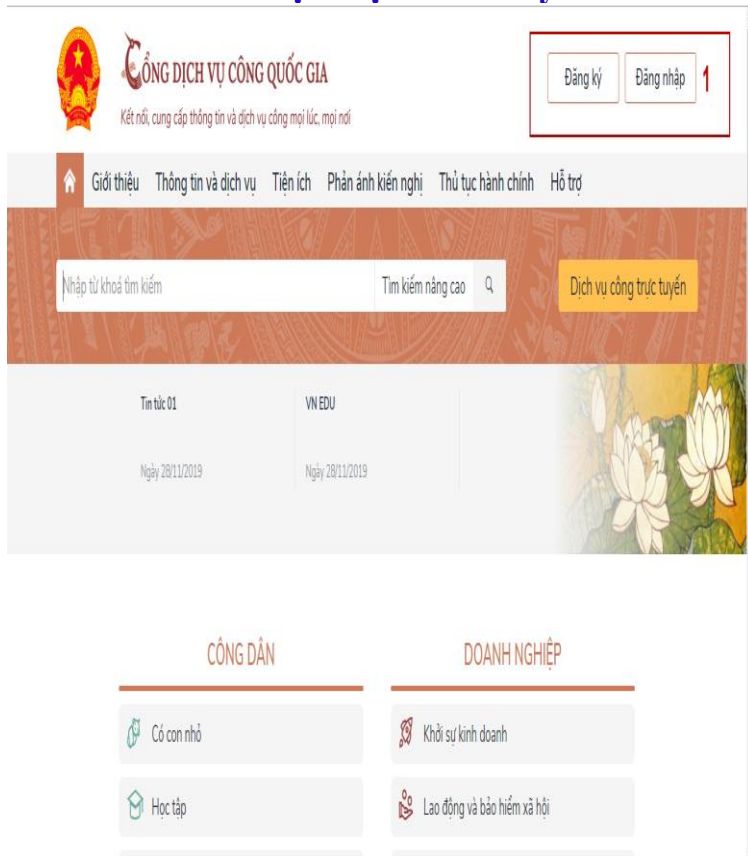 CỔNG DỊCH VỤ CÔNG QUỐC GIA
Kết nối, cung cấp thông tin và dịch vụ công mọi lúc, mọi nơi
Đăng ký Đăng nhập 1
Giới thiệu Thông tin và dịch vụ Tiện ích Phản ánh kiến nghị Thủ tục hành chính Hỗ trợ
Nhập từ khoá tìm kiếm Tìm kiếm nâng cao Dịch vụ công trực tuyến
Tin tức 01 VN EDU
Ngày 28/11/2019 Ngày 28/11/2019
CÔNG DÂN DOANH NGHIỆP
Có con nhỏ Khởi sự kinh doanh
Học tập Lao động và bảo hiểm xã hội